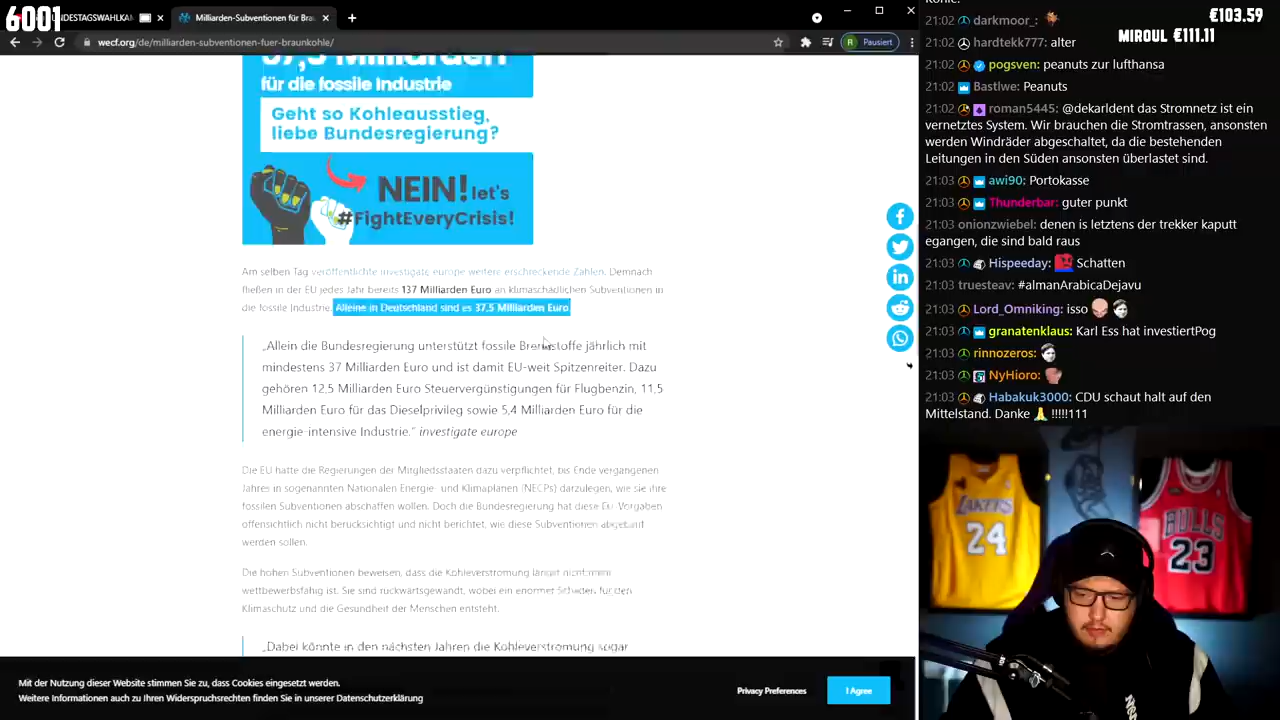 6001
NDESTAGSWAHLKAM
Milliarden-Subventionen für Brau
wecf.org/de/milliarden-subventionen-fuer-braunkohle/
R Pausiert
37,5 Milliarden
für die fossile Industrie
Geht so Kohleausstieg,
liebe Bundesregierung?
NEIN! let's
#FightEveryCrisis!
Am selben Tag veröffentlichte investigate europe weitere erschreckende Zahlen. Demnach
fließen in der EU jedes Jahr bereits 137 Milliarden Euro an klimaschädlichen Subventionen in
die fossile Industrie. Alleine in Deutschland sind es 37,5 Milliarden Euro.
„Allein die Bundesregierung unterstützt fossile Brennstoffe jährlich mit
mindestens 37 Milliarden Euro und ist damit EU-weit Spitzenreiter. Dazu
gehören 12,5 Milliarden Euro Steuervergünstigungen für Flugbenzin, 11,5
Milliarden Euro für das Dieselprivileg sowie 5,4 Milliarden Euro für die
energie-intensive Industrie.“ investigate europe
Die EU hatte die Regierungen der Mitgliedsstaaten dazu verpflichtet, bis Ende vergangenen
Jahres in sogenannten Nationalen Energie- und Klimaplänen (NECPs) darzulegen, wie sie ihre
fossilen Subventionen abschaffen wollen. Doch die Bundesregierung hat diese EU-Vorgaben
offensichtlich nicht berücksichtigt und nicht berichtet, wie diese Subventionen abgebaut
werden sollen.
Die hohen Subventionen beweisen, dass die Kohleverstromung längst nicht mehr
wettbewerbsfähig ist. Sie sind rückwärtsgewandt, wobei ein enormer Schaden für den
Klimaschutz und die Gesundheit der Menschen entsteht.
„Dabei könnte in den nächsten Jahren die Kohleverstromung sogar
Mit der Nutzung dieser Website stimmen Sie zu, dass Cookies eingesetzt werden.
Weitere Informationen auch zu Ihren Widerspruchsrechten finden Sie in unserer Datenschutzerklärung
Privacy Preferences
I Agree
Kohle.
€103.59
MIROUL €111.11
21:02 darkmoor_:
21:02 hardtekk777: alter
21:02 pogsven: peanuts zur lufthansa
21:02 Bastlwe: Peanuts
21:02 roman5445: @dekarldent das Stromnetz ist ein
vernetztes System. Wir brauchen die Stromtrassen, ansonsten
werden Windräder abgeschaltet, da die bestehenden
Leitungen in den Süden ansonsten überlastet sind.
21:03 awi90: Portokasse
21:03 Thunderbar: guter punkt
21:03 onionzwiebel: denen is letztens der trekker kaputt
egangen, die sind bald raus
21:03 Hispeeday: Schatten
21:03 truesteav: #almanArabicaDejavu
21:03 Lord_Omniking: isso
21:03 granatenklaus: Karl Ess hat investiertPog
21:03 rinnozeros:
21:03 NyHioro:
21:03 Habakuk3000: CDU schaut halt auf den
Mittelstand. Danke !!!!!111
LAKERS
24
BULLS
23